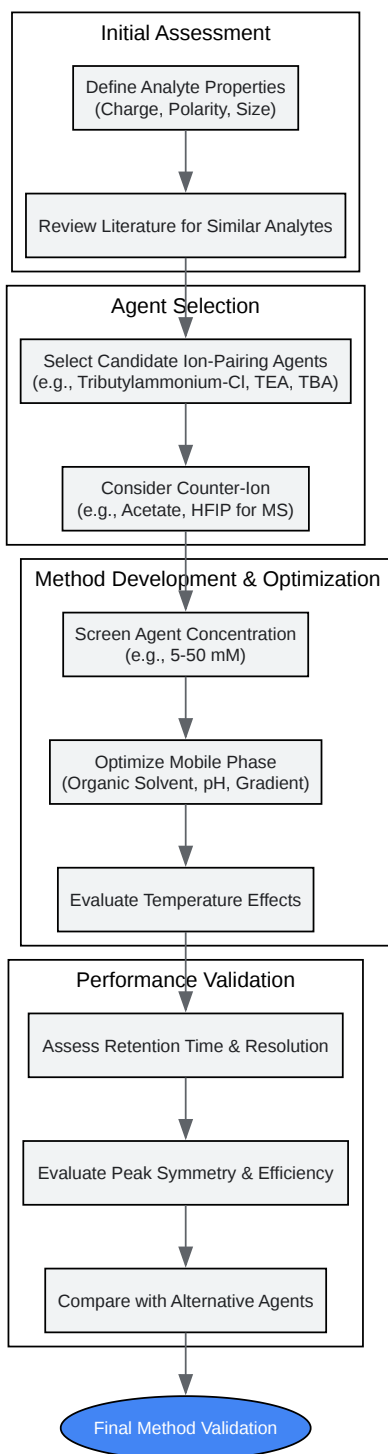 Initial Assessment
Define Analyte Properties
(Charge, Polarity, Size)
Review Literature for Similar Analytes
Agent Selection
Select Candidate Ion-Pairing Agents
(e.g., Tributylammonium-Cl, TEA, TBA)
Consider Counter-Ion
(e.g., Acetate, HFIP for MS)
Method Development & Optimization
Screen Agent Concentration
(e.g., 5-50 mM)
Optimize Mobile Phase
(Organic Solvent, pH, Gradient)
Evaluate Temperature Effects
Performance Validation
Assess Retention Time & Resolution
Evaluate Peak Symmetry & Efficiency
Compare with Alternative Agents
Final Method Validation